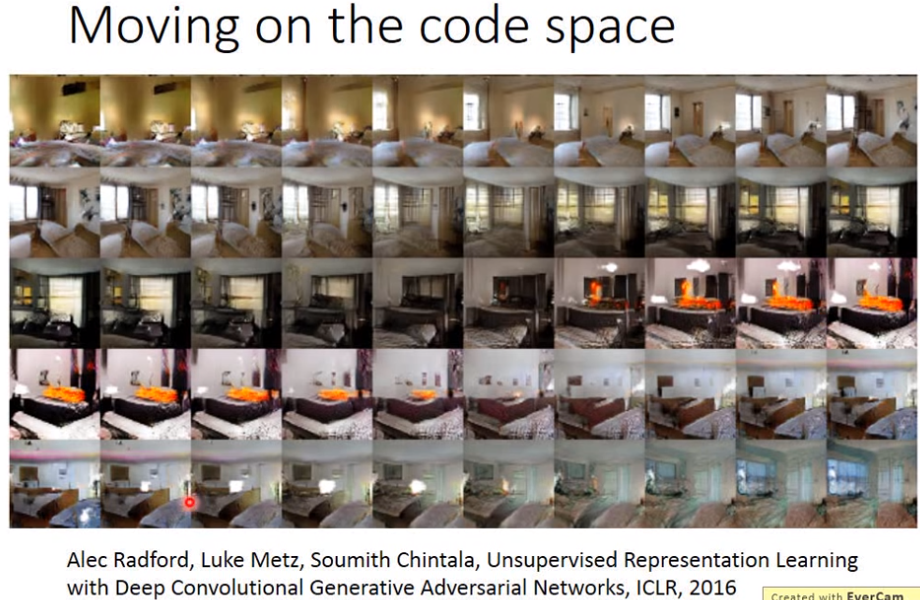 Moving on the code space
Alec Radford, Luke Metz, Soumith Chintala, Unsupervised Representation Learning
with Deep Convolutional Generative Adversarial Networks, ICLR, 2016
Created with EverCam